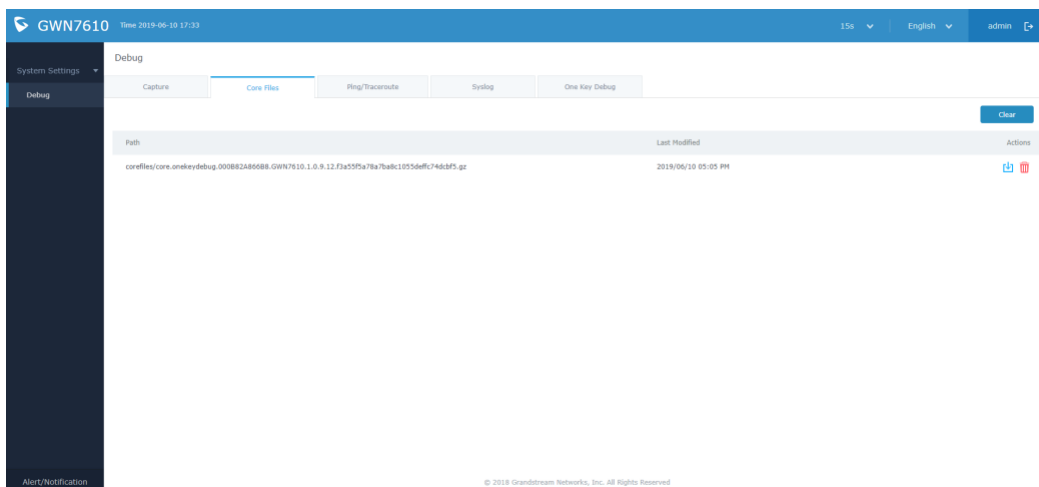 GWN7610 Time 2019-06-10 17:33 15s English admin
System Settings
Debug
Debug
Capture Core Files Ping/Traceroute Syslog One Key Debug
Clear
Path Last Modified Actions
corefiles/core.onekeydebug.000B82A866B8.GWN7610.1.0.9.12.f3a55f5a78a7ba8c1055deffc74dcbf5.gz 2019/06/10 05:05 PM
Alert/Notification
© 2018 Grandstream Networks, Inc. All Rights Reserved